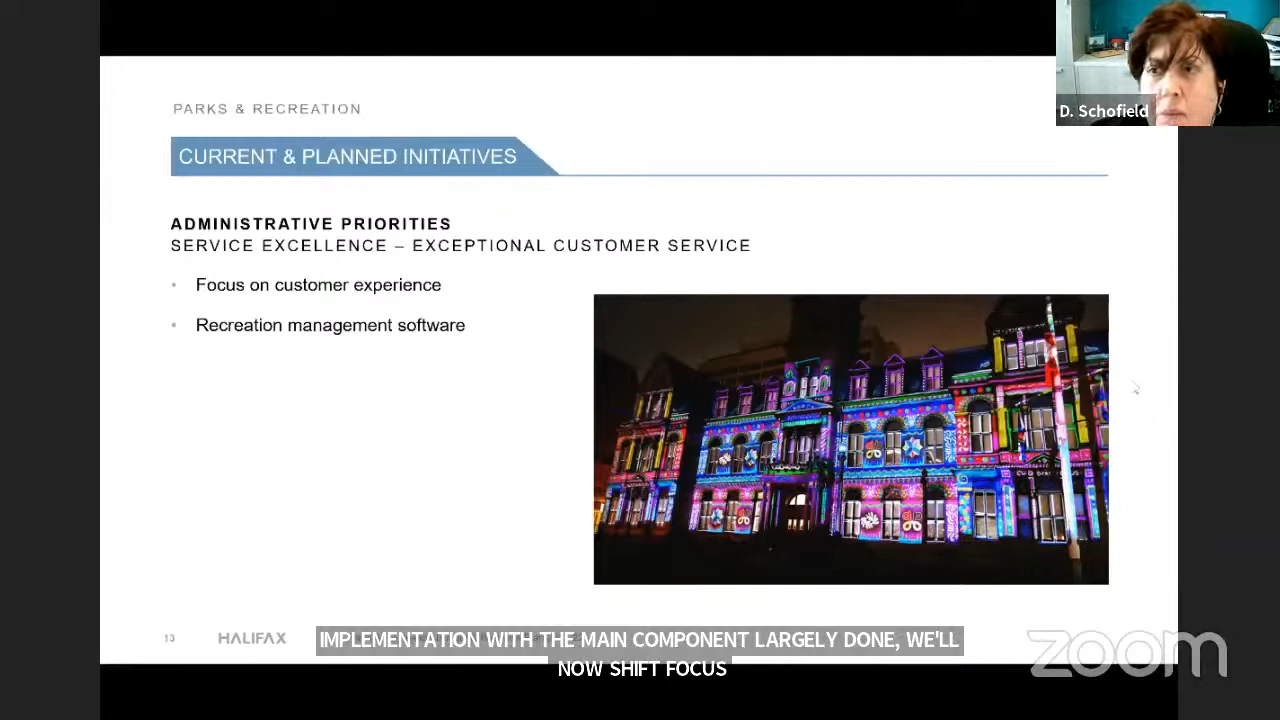 PARKS & RECREATION
CURRENT & PLANNED INITIATIVES
ADMINISTRATIVE PRIORITIES
SERVICE EXCELLENCE – EXCEPTIONAL CUSTOMER SERVICE
• Focus on customer experience
• Recreation management software
D. Schofield
13
HALIFAX
IMPLEMENTATION WITH THE MAIN COMPONENT LARGELY DONE, WE'LL
NOW SHIFT FOCUS
zoom